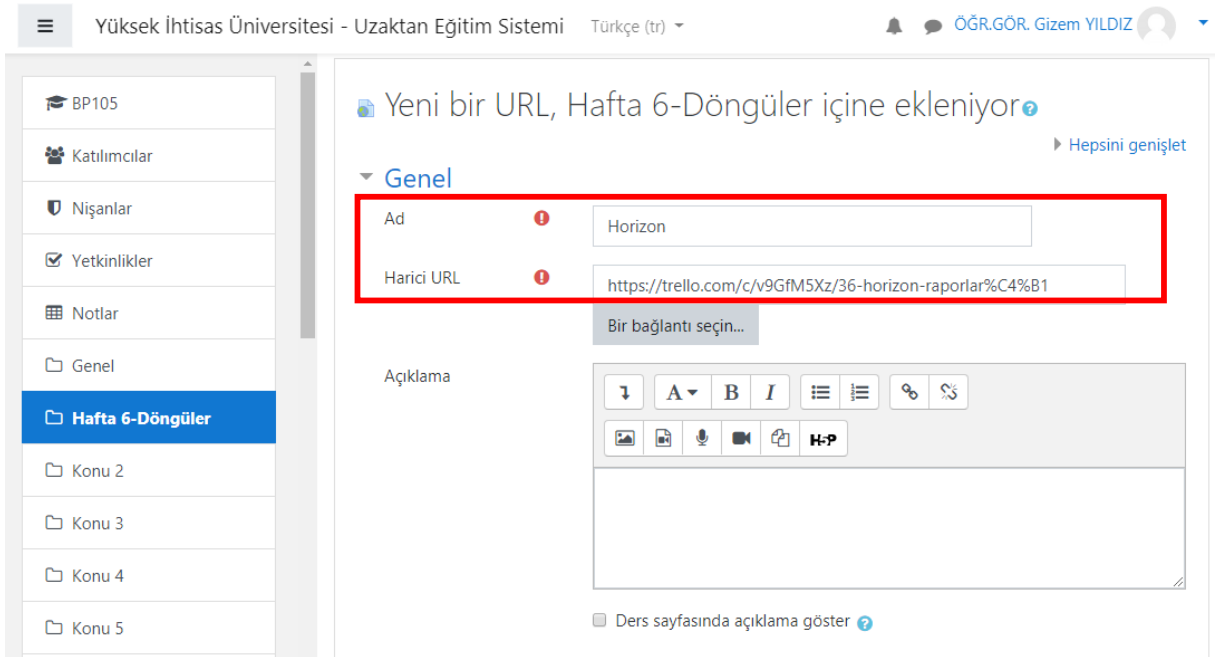 Yüksek İhtisas Üniversitesi - Uzaktan Eğitim Sistemi Türkçe (tr) ÖĞR.GÖR. Gizem YILDIZ
BP105
Katılımcılar
Nişanlar
Yetkinlikler
Notlar
Genel
Hafta 6-Döngüler
Konu 2
Konu 3
Konu 4
Konu 5
Yeni bir URL, Hafta 6-Döngüler içine ekleniyor
Hepsini genişlet
Genel
Ad Horizon
Harici URL https://trello.com/c/v9GfM5Xz/36-horizon-raporlar%C4%B1
Bir bağlantı seçin...
Açıklama
A B I
H5P
Ders sayfasında açıklama göster